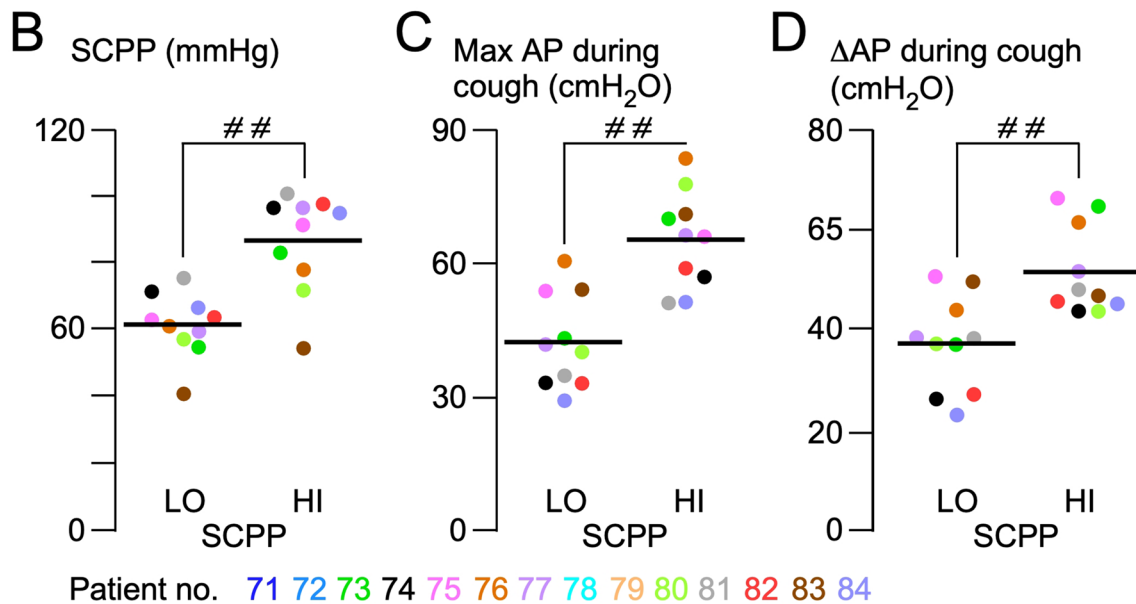 B SCPP (mmHg)
120
60
0
##
LO HI
SCPP
C Max AP during
cough (cmH₂O)
90
60
30
0
##
LO HI
SCPP
D ΔAP during cough
(cmH₂O)
80
65
40
20
0
##
LO HI
SCPP
Patient no. 71 72 73 74 75 76 77 78 79 80 81 82 83 84